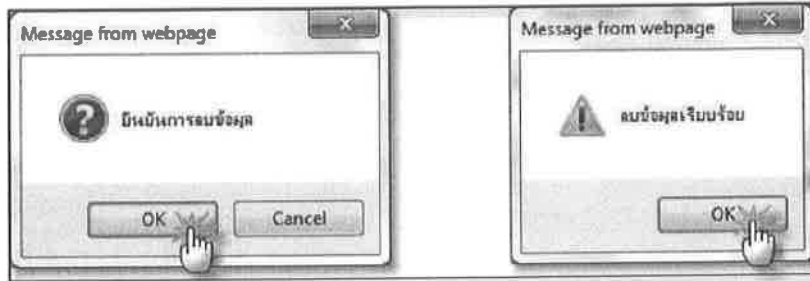 Message from webpage
ยืนยันการลบข้อมูล
OK
Cancel
Message from webpage
ลบข้อมูลเรียบร้อย
OK